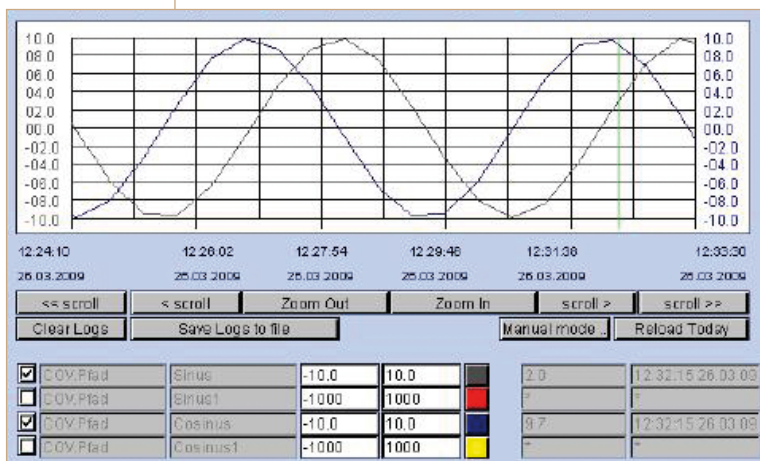 10.0 10.0
08.0 08.0
06.0 06.0
04.0 04.0
02.0 02.0
00.0 00.0
-02.0 -02.0
-04.0 -04.0
-06.0 -06.0
-08.0 -08.0
-10.0 -10.0
12:24:10 12:26:02 12:27:54 12:29:46 12:31:38 12:33:30
26.03.2009 26.03.2009 26.03.2009 26.03.2009 26.03.2009 26.03.2009
<< scroll < scroll Zoom Out Zoom In scroll > scroll >>
Clear Logs Save Logs to file Manual mode .. Reload Today
COV.Pfad Sinus -10.0 10.0 2.0 12:32:15 26.03.09
COV.Pfad Sinus1 -1000 1000 * *
COV.Pfad Cosinus -10.0 10.0 9.7 12:32:15 26.03.09
COV.Pfad Cosinus1 -1000 1000 * *